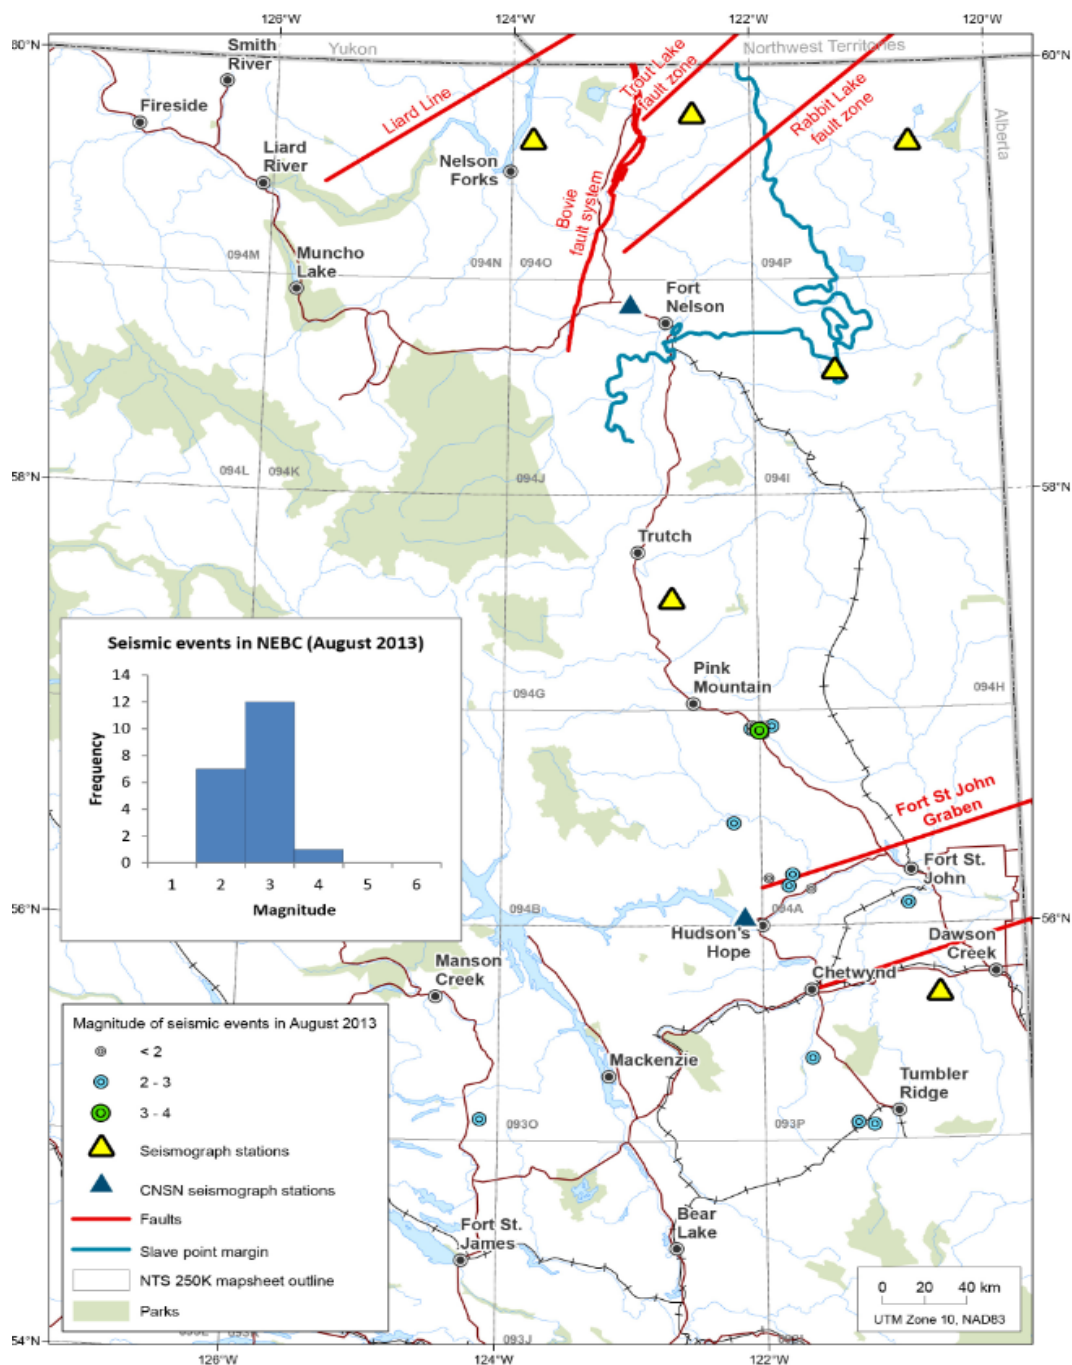 126°W
124°W
122°W
120°W
80°N
60°N
Smith
River
Yukon
Northwest Territories
Fireside
Liard Line
Trout Lake
fault zone
Rabbit Lake
fault zone
Alberta
Liard
River
Nelson
Forks
Bovie
fault system
094M
Muncho
Lake
094N
094O
094P
Fort
Nelson
58°N
58°N
094L
094K
094J
094I
Trutch
Seismic events in NEBC (August 2013)
14
12
10
8
6
4
2
0
Frequency
1
2
3
4
5
6
Magnitude
Pink
Mountain
094G
094H
Fort St John
Graben
Fort St.
John
56°N
56°N
094B
094A
Hudson's
Hope
Dawson
Creek
Manson
Creek
Chetwynd
Magnitude of seismic events in August 2013
< 2
2 - 3
3 - 4
Seismograph stations
CNSN seismograph stations
Faults
Slave point margin
NTS 250K mapsheet outline
Parks
Mackenzie
Tumbler
Ridge
093O
093P
Fort St.
James
Bear
Lake
0 20 40 km
UTM Zone 10, NAD83
54°N
093J
126°W
124°W
122°W